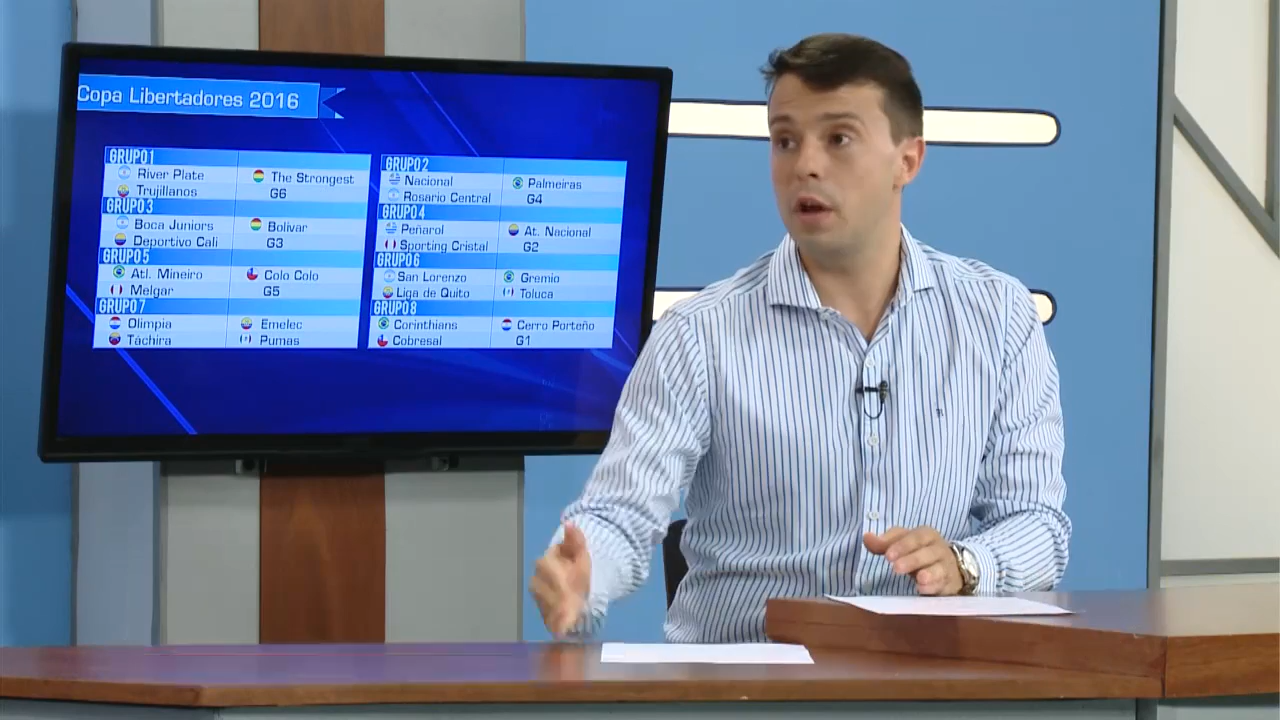 Copa Libertadores 2016
GRUPO 1
River Plate The Strongest
Trujillanos G6
GRUPO 3
Boca Juniors Bolivar
Deportivo Cali G3
GRUPO 5
Atl. Mineiro Colo Colo
Melgar G5
GRUPO 7
Olimpia Emelec
Táchira Pumas
GRUPO 2
Nacional Palmeiras
Rosario Central G4
GRUPO 4
Peñarol At. Nacional
Sporting Cristal G2
GRUPO 6
San Lorenzo Gremio
Liga de Quito Toluca
GRUPO 8
Corinthians Cerro Porteño
Cobresal G1